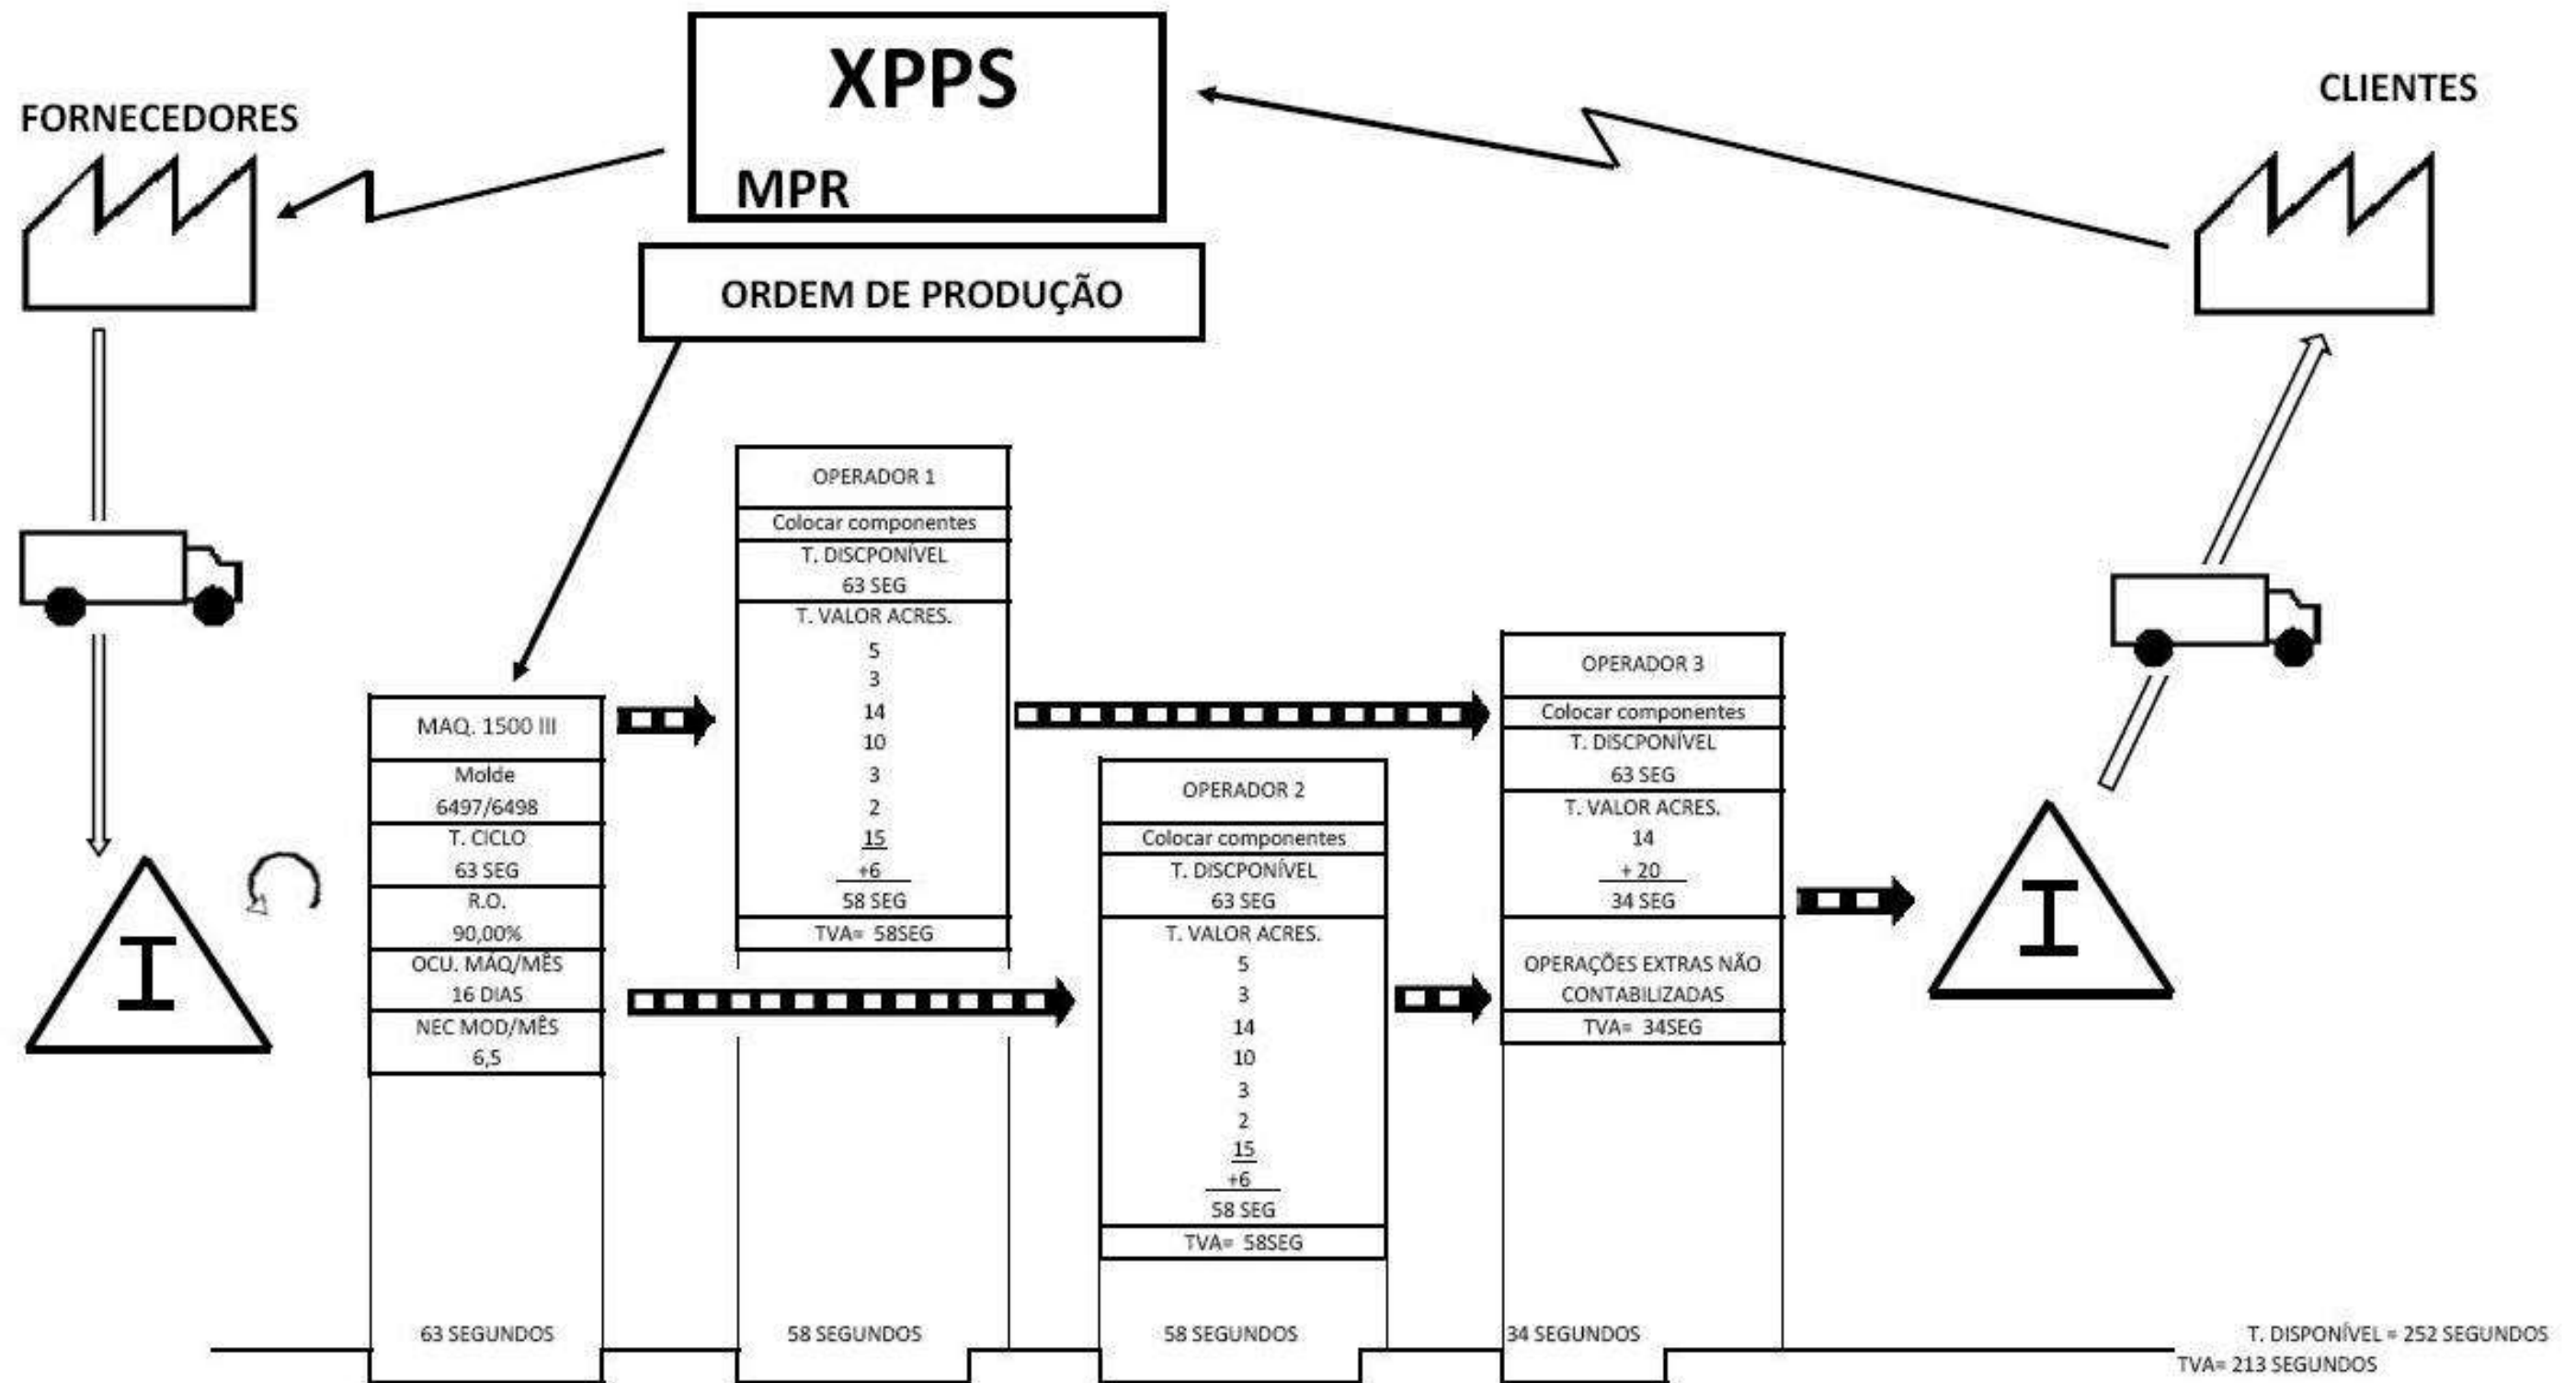 XPPS
MPR
FORNECEDORES
CLIENTES
ORDEM DE PRODUÇÃO
MAQ. 1500 III
Molde
6497/6498
T. CICLO
63 SEG
R.O.
90,00%
OCU. MÁQ/MÊS
16 DIAS
NEC MOD/MÊS
6,5
OPERADOR 1
Colocar componentes
T. DISCPONÍVEL
63 SEG
T. VALOR ACRES.
5
3
14
10
3
2
15
+6
58 SEG
TVA= 58SEG
OPERADOR 2
Colocar componentes
T. DISCPONÍVEL
63 SEG
T. VALOR ACRES.
5
3
14
10
3
2
15
+6
58 SEG
TVA= 58SEG
OPERADOR 3
Colocar componentes
T. DISCPONÍVEL
63 SEG
T. VALOR ACRES.
14
+ 20
34 SEG
OPERAÇÕES EXTRAS NÃO
CONTABILIZADAS
TVA= 34SEG
I
I
63 SEGUNDOS
58 SEGUNDOS
58 SEGUNDOS
34 SEGUNDOS
T. DISPONÍVEL = 252 SEGUNDOS
TVA= 213 SEGUNDOS